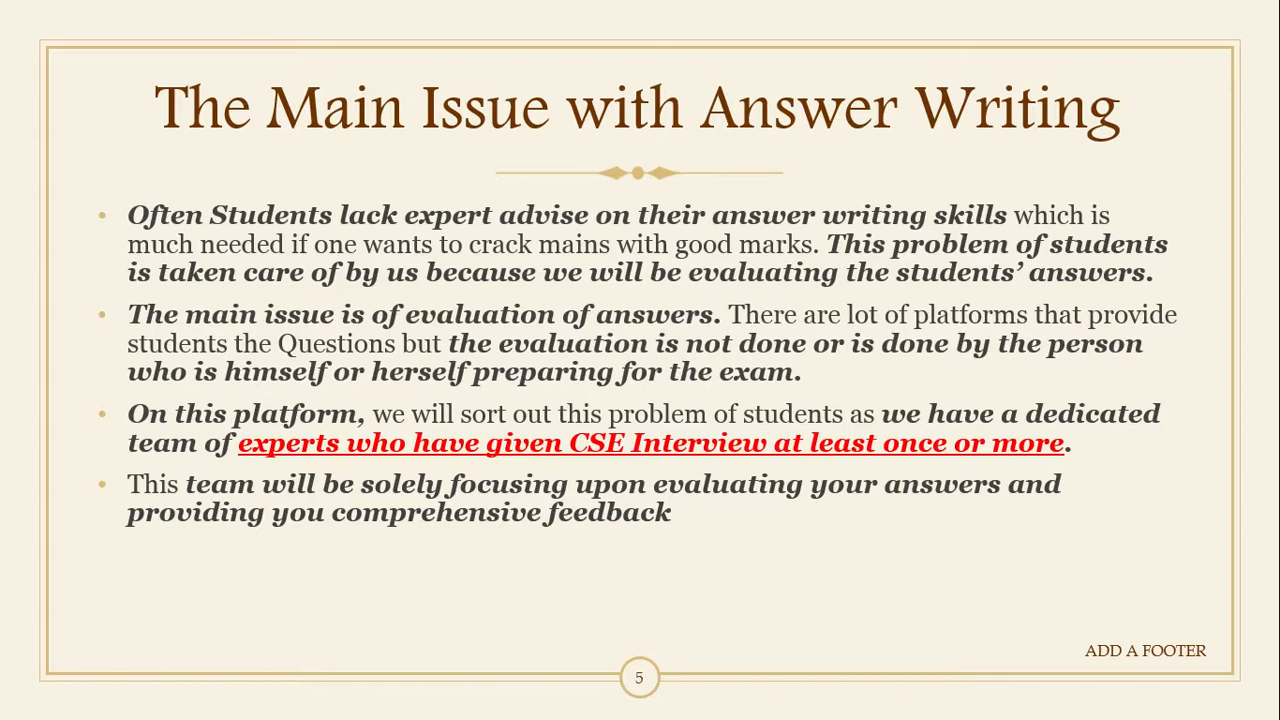 The Main Issue with Answer Writing
• Often Students lack expert advise on their answer writing skills which is
much needed if one wants to crack mains with good marks. This problem of students
is taken care of by us because we will be evaluating the students’ answers.
• The main issue is of evaluation of answers. There are lot of platforms that provide
students the Questions but the evaluation is not done or is done by the person
who is himself or herself preparing for the exam.
• On this platform, we will sort out this problem of students as we have a dedicated
team of experts who have given CSE Interview at least once or more.
• This team will be solely focusing upon evaluating your answers and
providing you comprehensive feedback
ADD A FOOTER
5